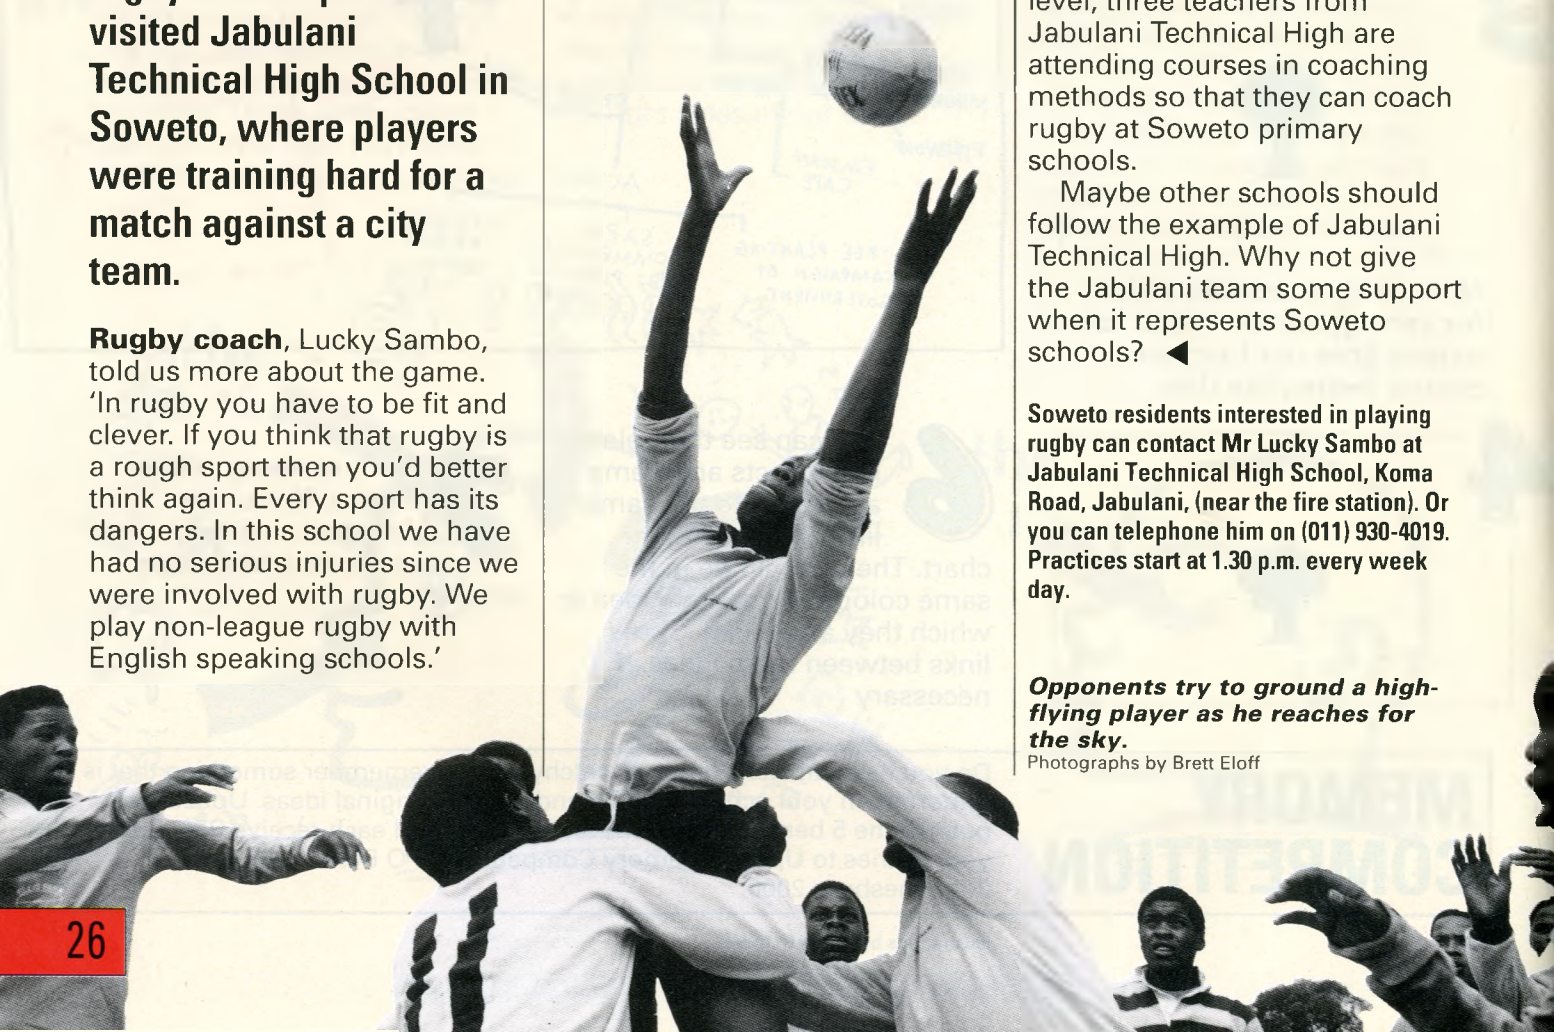 visited Jabulani
Technical High School in
Soweto, where players
were training hard for a
match against a city
team.
Rugby coach, Lucky Sambo,
told us more about the game.
‘In rugby you have to be fit and
clever. If you think that rugby is
a rough sport then you’d better
think again. Every sport has its
dangers. In this school we have
had no serious injuries since we
were involved with rugby. We
play non-league rugby with
English speaking schools.’
level, three teachers from
Jabulani Technical High are
attending courses in coaching
methods so that they can coach
rugby at Soweto primary
schools.
Maybe other schools should
follow the example of Jabulani
Technical High. Why not give
the Jabulani team some support
when it represents Soweto
schools? ◀
Soweto residents interested in playing
rugby can contact Mr Lucky Sambo at
Jabulani Technical High School, Koma
Road, Jabulani, (near the fire station). Or
you can telephone him on (011) 930-4019.
Practices start at 1.30 p.m. every week
day.
Opponents try to ground a high-
flying player as he reaches for
the sky.
Photographs by Brett Eloff
11
26